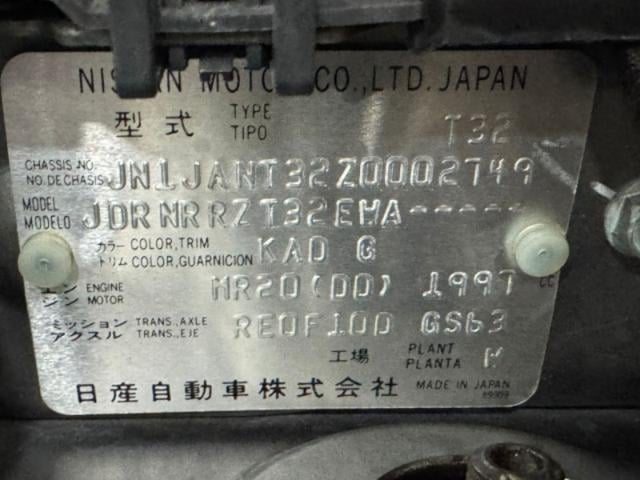 NISSAN MOTOR CO.,LTD. JAPAN
型式 TYPE TIPO T32
CHASSIS NO. NO. DE CHASIS JN1JANT32Z0002749
MODEL MODELO JDRNRRZT32EHA-----
カラー トリム COLOR,TRIM COLOR,GUARNICION KAD G
エンジン ENGINE MOTOR MR20(DD) 1997 CC
ミッション アクスル TRANS.,AXLE TRANS.,EJE RE0F10D GS63
工場 PLANT PLANTA W
日産自動車株式会社 MADE IN JAPAN